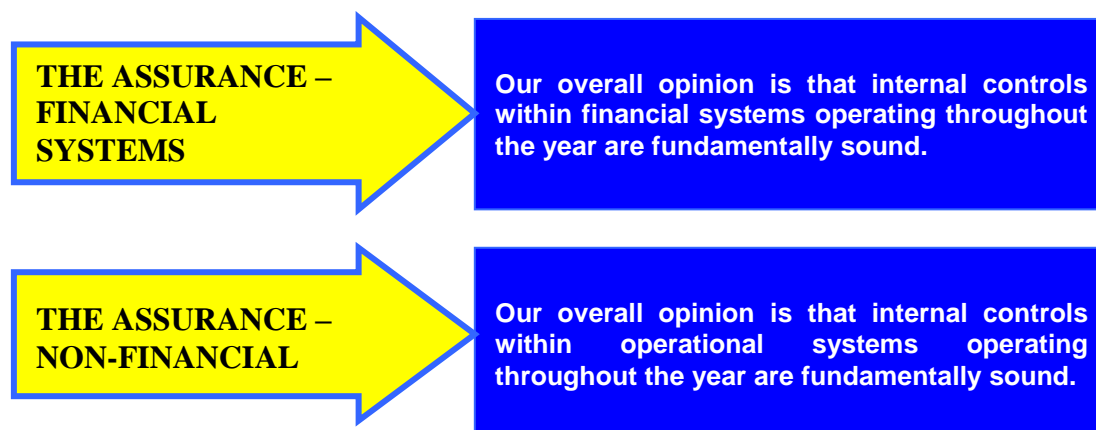 THE ASSURANCE –
FINANCIAL
SYSTEMS
Our overall opinion is that internal controls
within financial systems operating throughout
the year are fundamentally sound.
THE ASSURANCE –
NON-FINANCIAL
Our overall opinion is that internal controls
within operational systems operating
throughout the year are fundamentally sound.